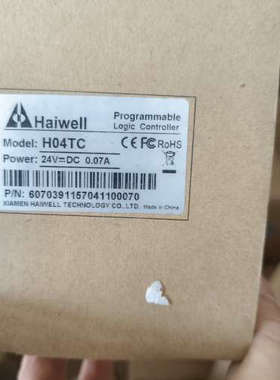 Haiwell
Programmable
Logic Controller
Model: H04TC
CE FC RoHS
Power: 24V⎓DC 0.07A
P/N: 6070391157041100070
XIAMEN HAIWELL TECHNOLOGY CO., LTD. Made in China